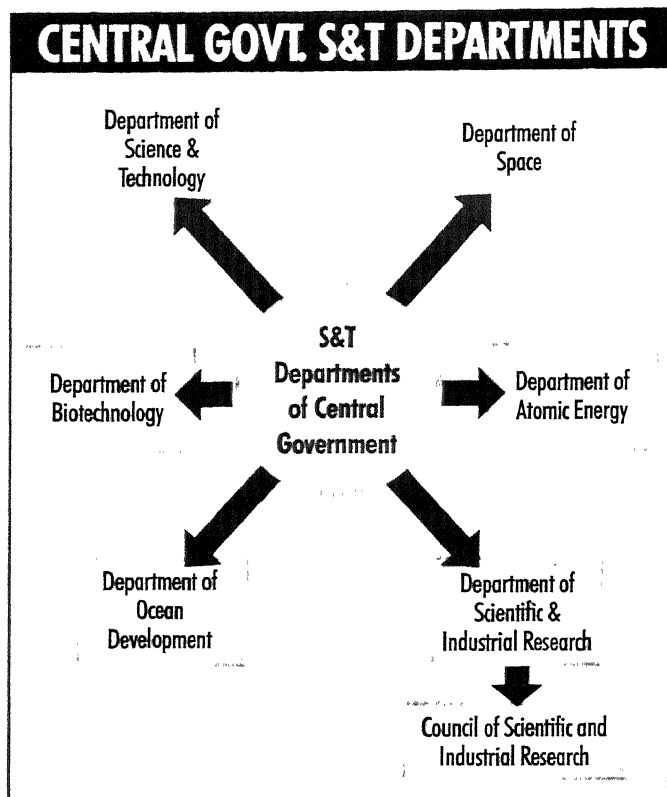 CENTRAL GOVT. S&T DEPARTMENTS
Department of
Science &
Technology
Department of
Space
S&T
Departments
of Central
Government
Department of
Biotechnology
Department of
Atomic Energy
Department of
Ocean
Development
Department of
Scientific &
Industrial Research
Council of Scientific and
Industrial Research